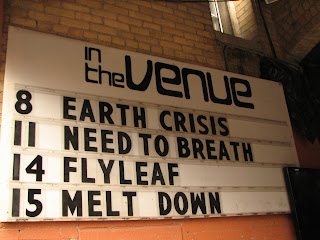 in
the venue
8 EARTH CRISIS
11 NEED TO BREATH
14 FLYLEAF
15 MELT DOWN